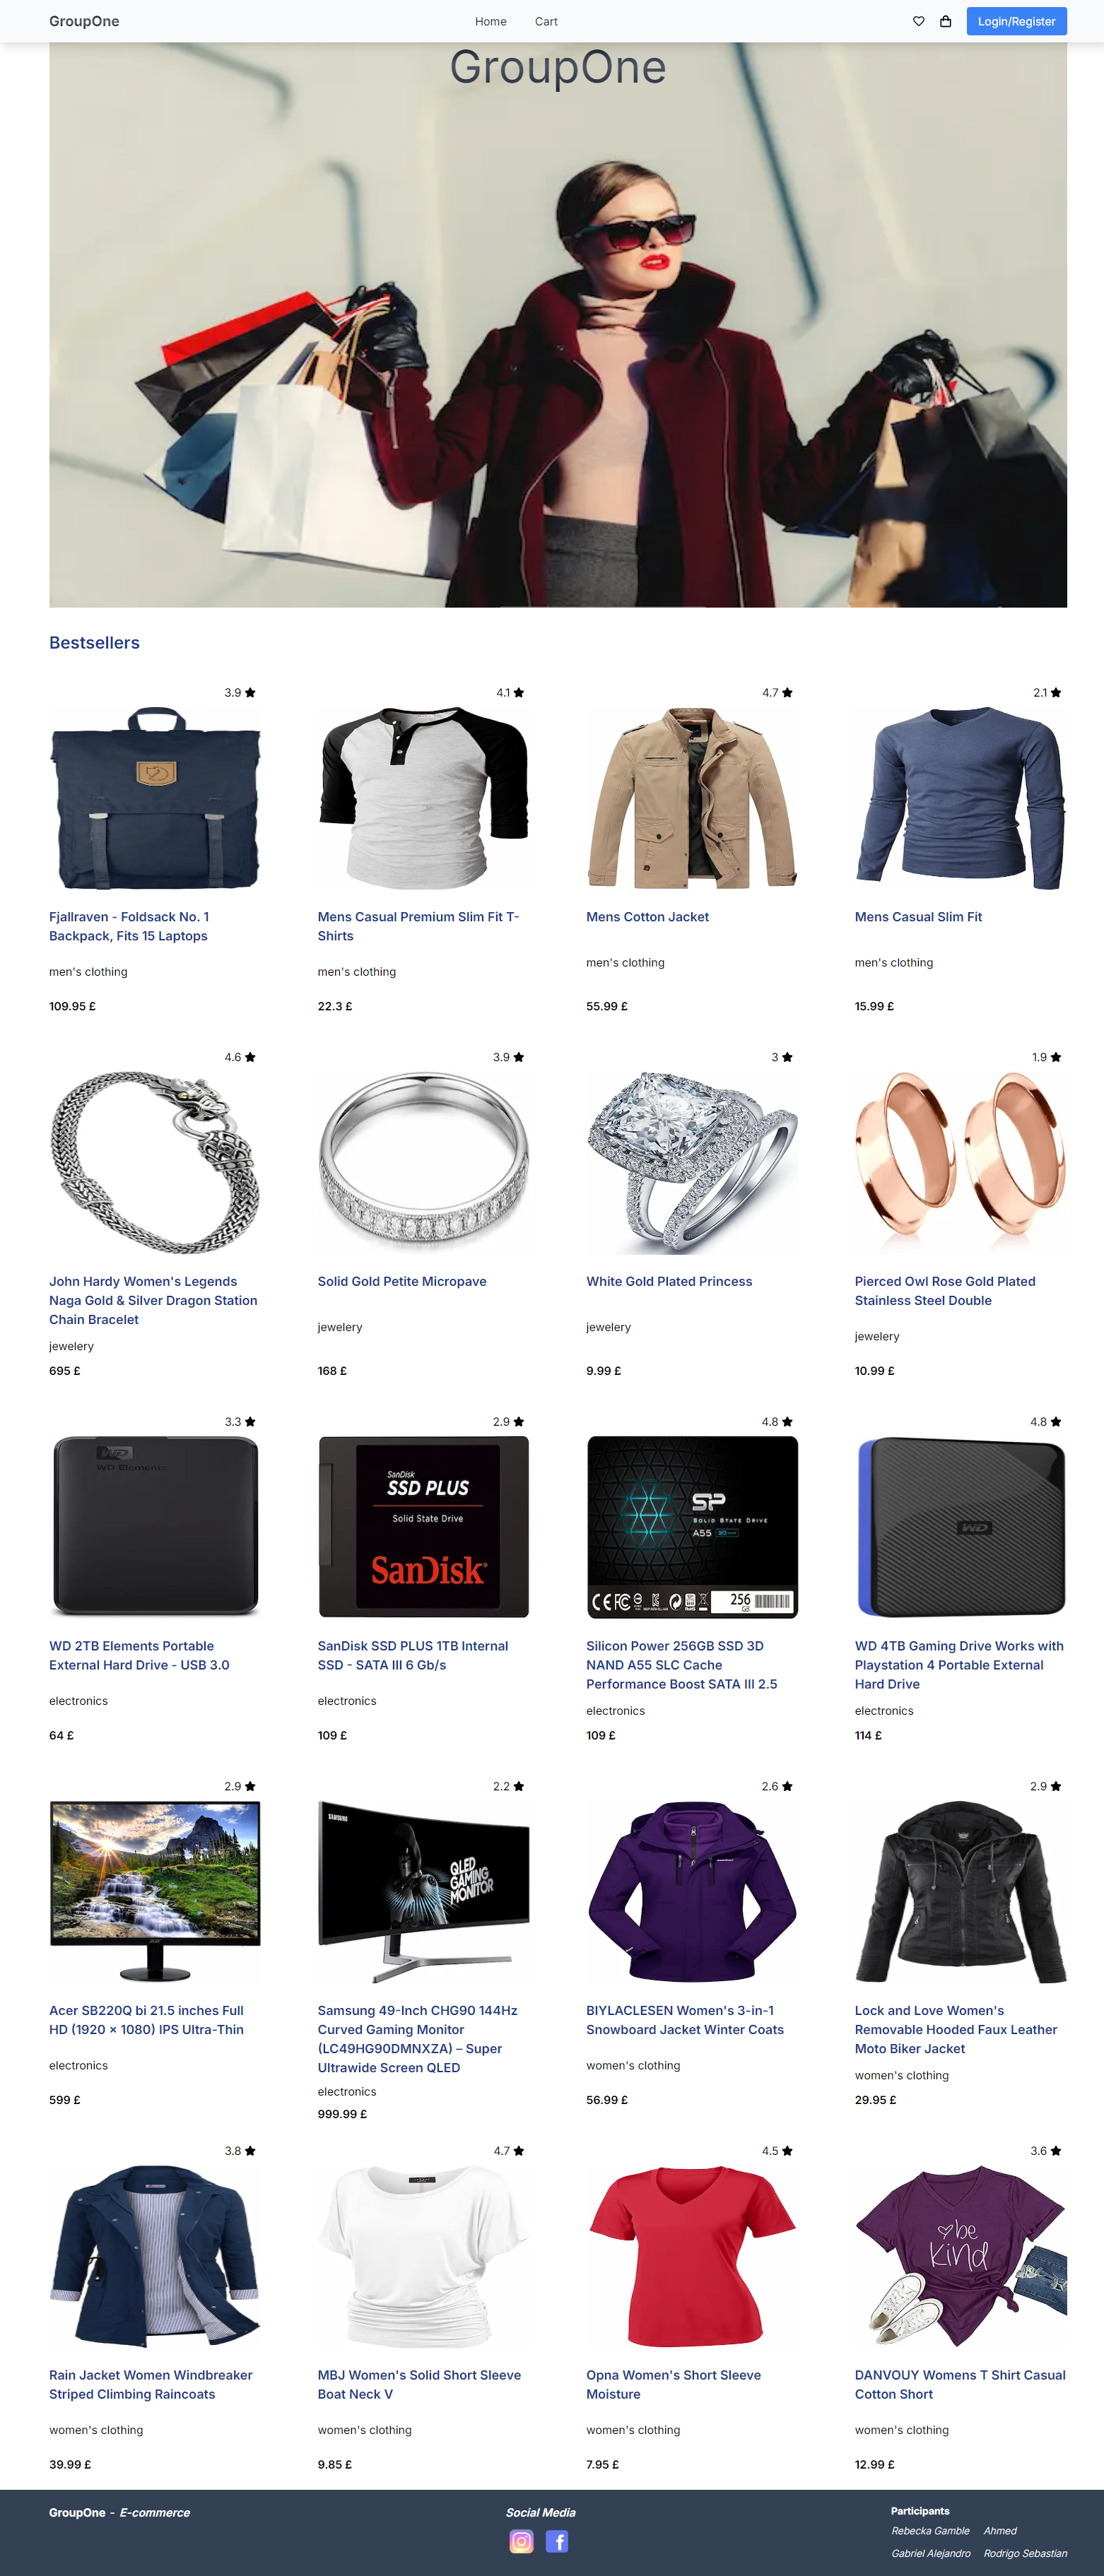 GroupOne
Home
Cart
Login/Register
GroupOne
Bestsellers
3.9
4.1
4.7
2.1
Fjallraven - Foldsack No. 1
Backpack, Fits 15 Laptops
men's clothing
109.95 £
Mens Casual Premium Slim Fit T-
Shirts
men's clothing
22.3 £
Mens Cotton Jacket
men's clothing
55.99 £
Mens Casual Slim Fit
men's clothing
15.99 £
4.6
3.9
3
1.9
John Hardy Women's Legends
Naga Gold & Silver Dragon Station
Chain Bracelet
jewelery
695 £
Solid Gold Petite Micropave
jewelery
168 £
White Gold Plated Princess
jewelery
9.99 £
Pierced Owl Rose Gold Plated
Stainless Steel Double
jewelery
10.99 £
3.3
2.9
4.8
4.8
WD
WD Elements
SanDisk
SSD PLUS
Solid State Drive
SanDisk
SP
SOLID STATE DRIVE
A55
256
GB
WD
WD 2TB Elements Portable
External Hard Drive - USB 3.0
electronics
64 £
SanDisk SSD PLUS 1TB Internal
SSD - SATA III 6 Gb/s
electronics
109 £
Silicon Power 256GB SSD 3D
NAND A55 SLC Cache
Performance Boost SATA III 2.5
electronics
109 £
WD 4TB Gaming Drive Works with
Playstation 4 Portable External
Hard Drive
electronics
114 £
2.9
2.2
2.6
2.9
acer
SAMSUNG
QLED
GAMING
MONITOR
Acer SB220Q bi 21.5 inches Full
HD (1920 × 1080) IPS Ultra-Thin
electronics
599 £
Samsung 49-Inch CHG90 144Hz
Curved Gaming Monitor
(LC49HG90DMNXZA) – Super
Ultrawide Screen QLED
electronics
999.99 £
BIYLACLESEN Women's 3-in-1
Snowboard Jacket Winter Coats
women's clothing
56.99 £
Lock and Love Women's
Removable Hooded Faux Leather
Moto Biker Jacket
women's clothing
29.95 £
3.8
4.7
4.5
3.6
be
kind
Rain Jacket Women Windbreaker
Striped Climbing Raincoats
women's clothing
39.99 £
MBJ Women's Solid Short Sleeve
Boat Neck V
women's clothing
9.85 £
Opna Women's Short Sleeve
Moisture
women's clothing
7.95 £
DANVOUY Womens T Shirt Casual
Cotton Short
women's clothing
12.99 £
GroupOne - E-commerce
Social Media
Participants
Rebecka Gamble
Ahmed
Gabriel Alejandro
Rodrigo Sebastian